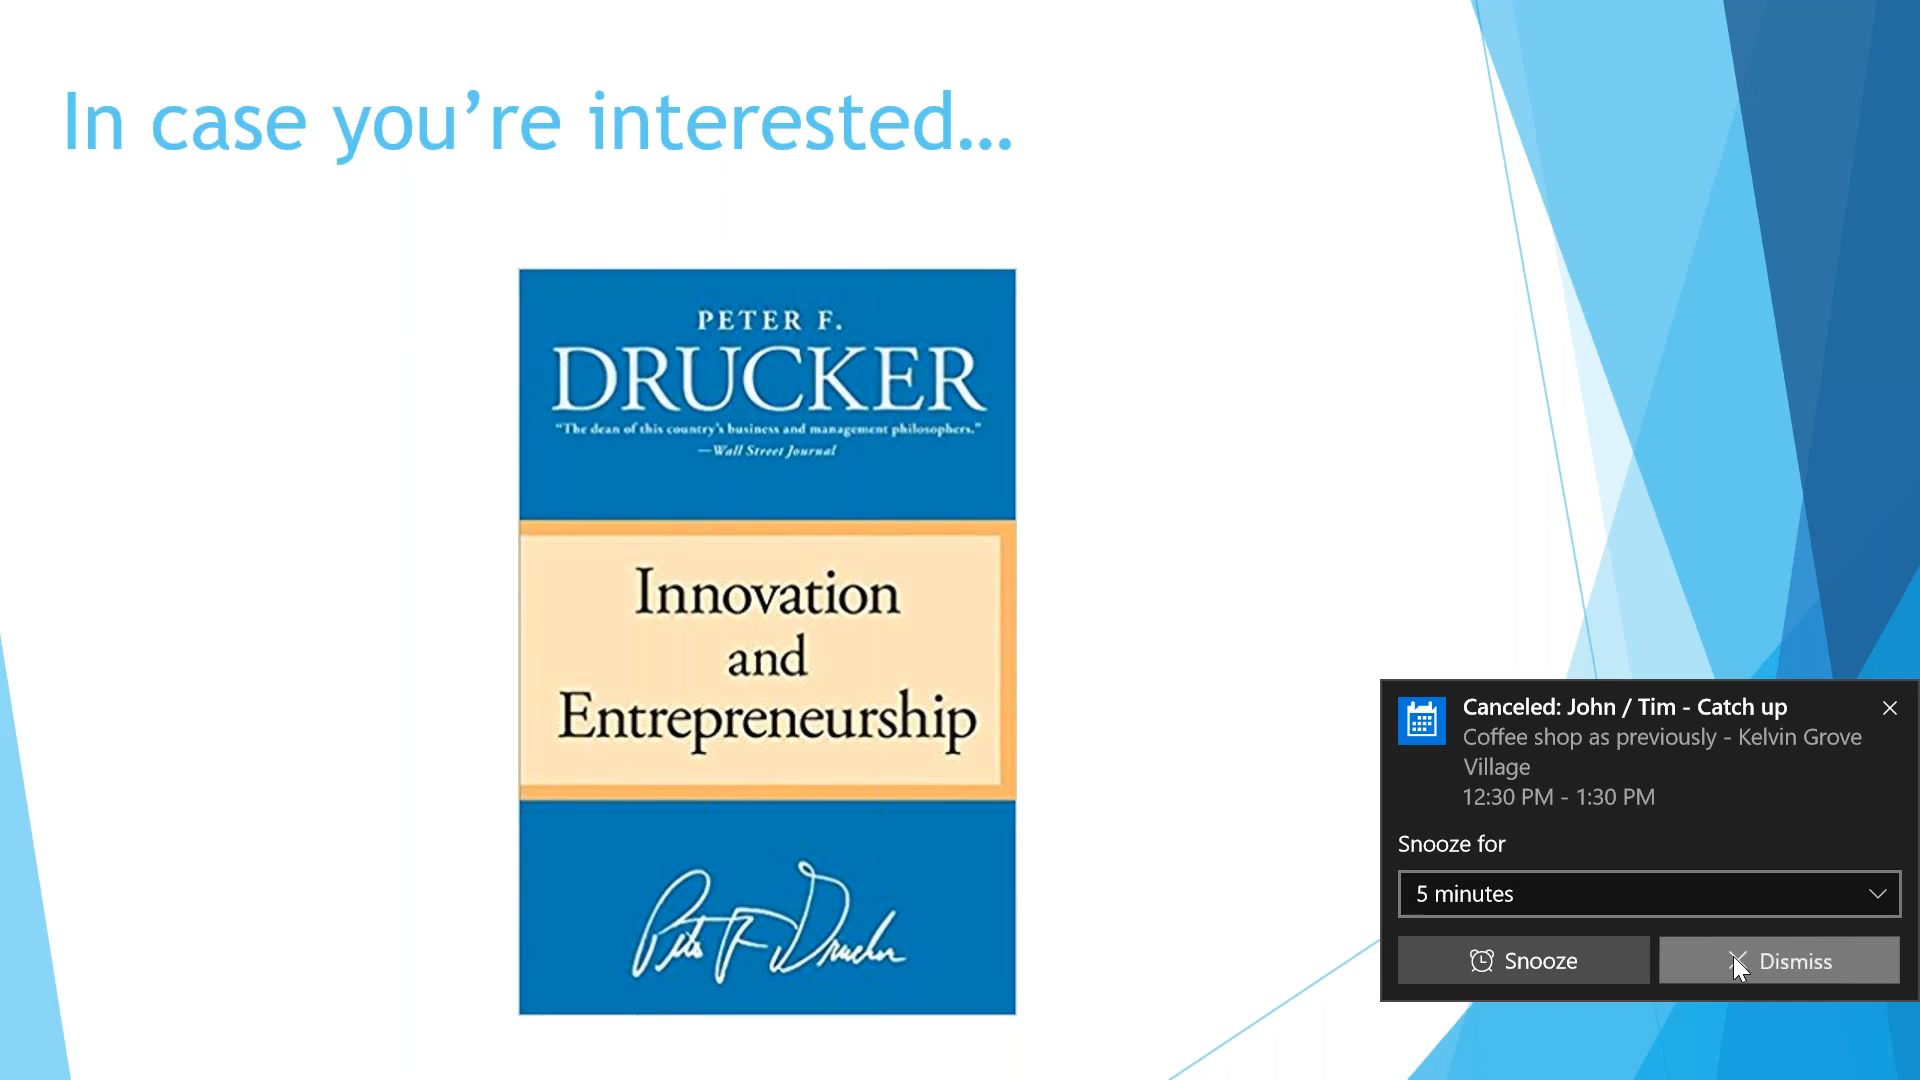 In case you’re interested...
PETER F.
DRUCKER
"The dean of this country's business and management philosophers."
—Wall Street Journal
Innovation
and
Entrepreneurship
Peter F. Drucker
Canceled: John / Tim - Catch up
Coffee shop as previously - Kelvin Grove
Village
12:30 PM - 1:30 PM
Snooze for
5 minutes
Snooze
Dismiss